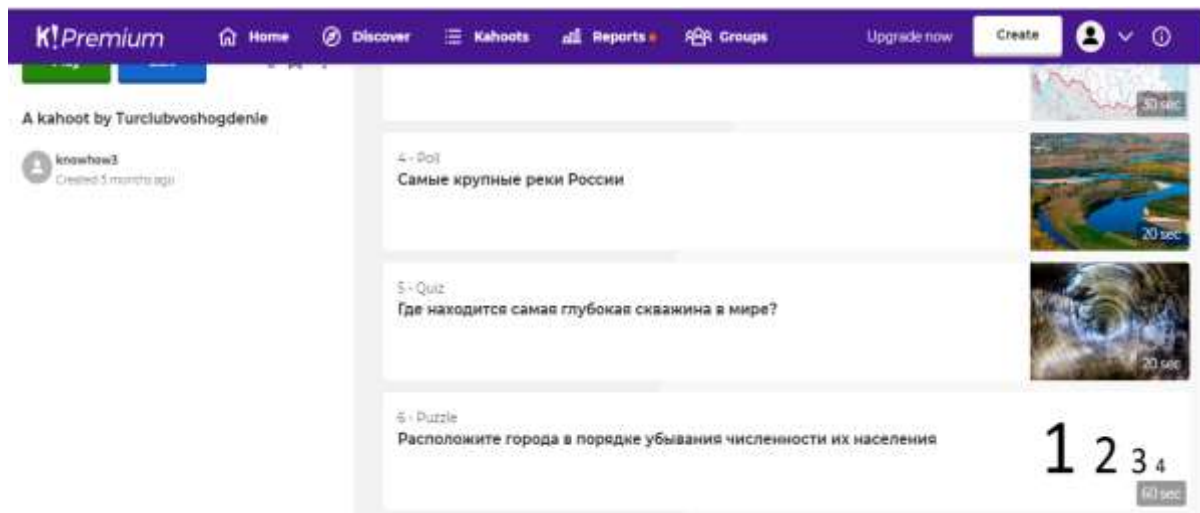 K!Premium Home Discover Kahoots Reports Groups Upgrade now Create
A kahoot by Turclubvoshogdenie
knowhow3
Created 5 months ago
30 sec
4 - Poll
Самые крупные реки России
20 sec
5 - Quiz
Где находится самая глубокая скважина в мире?
20 sec
6 - Puzzle
Расположите города в порядке убывания численности их населения
1 2 3 4
60 sec